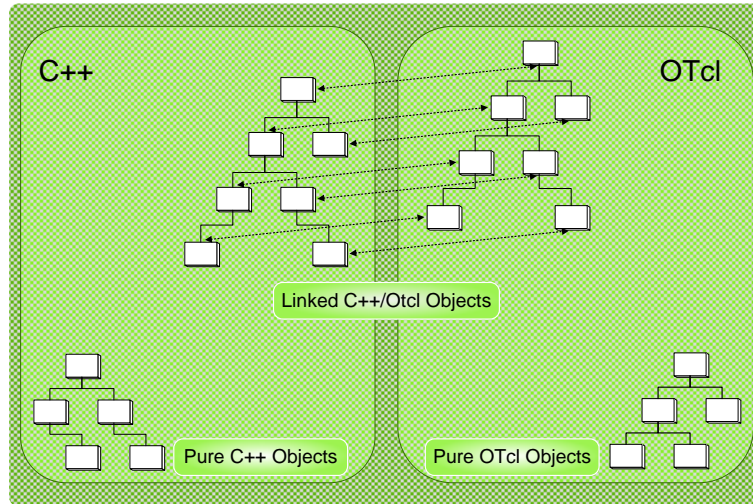 C++
OTcl
Linked C++/Otcl Objects
Pure C++ Objects
Pure OTcl Objects